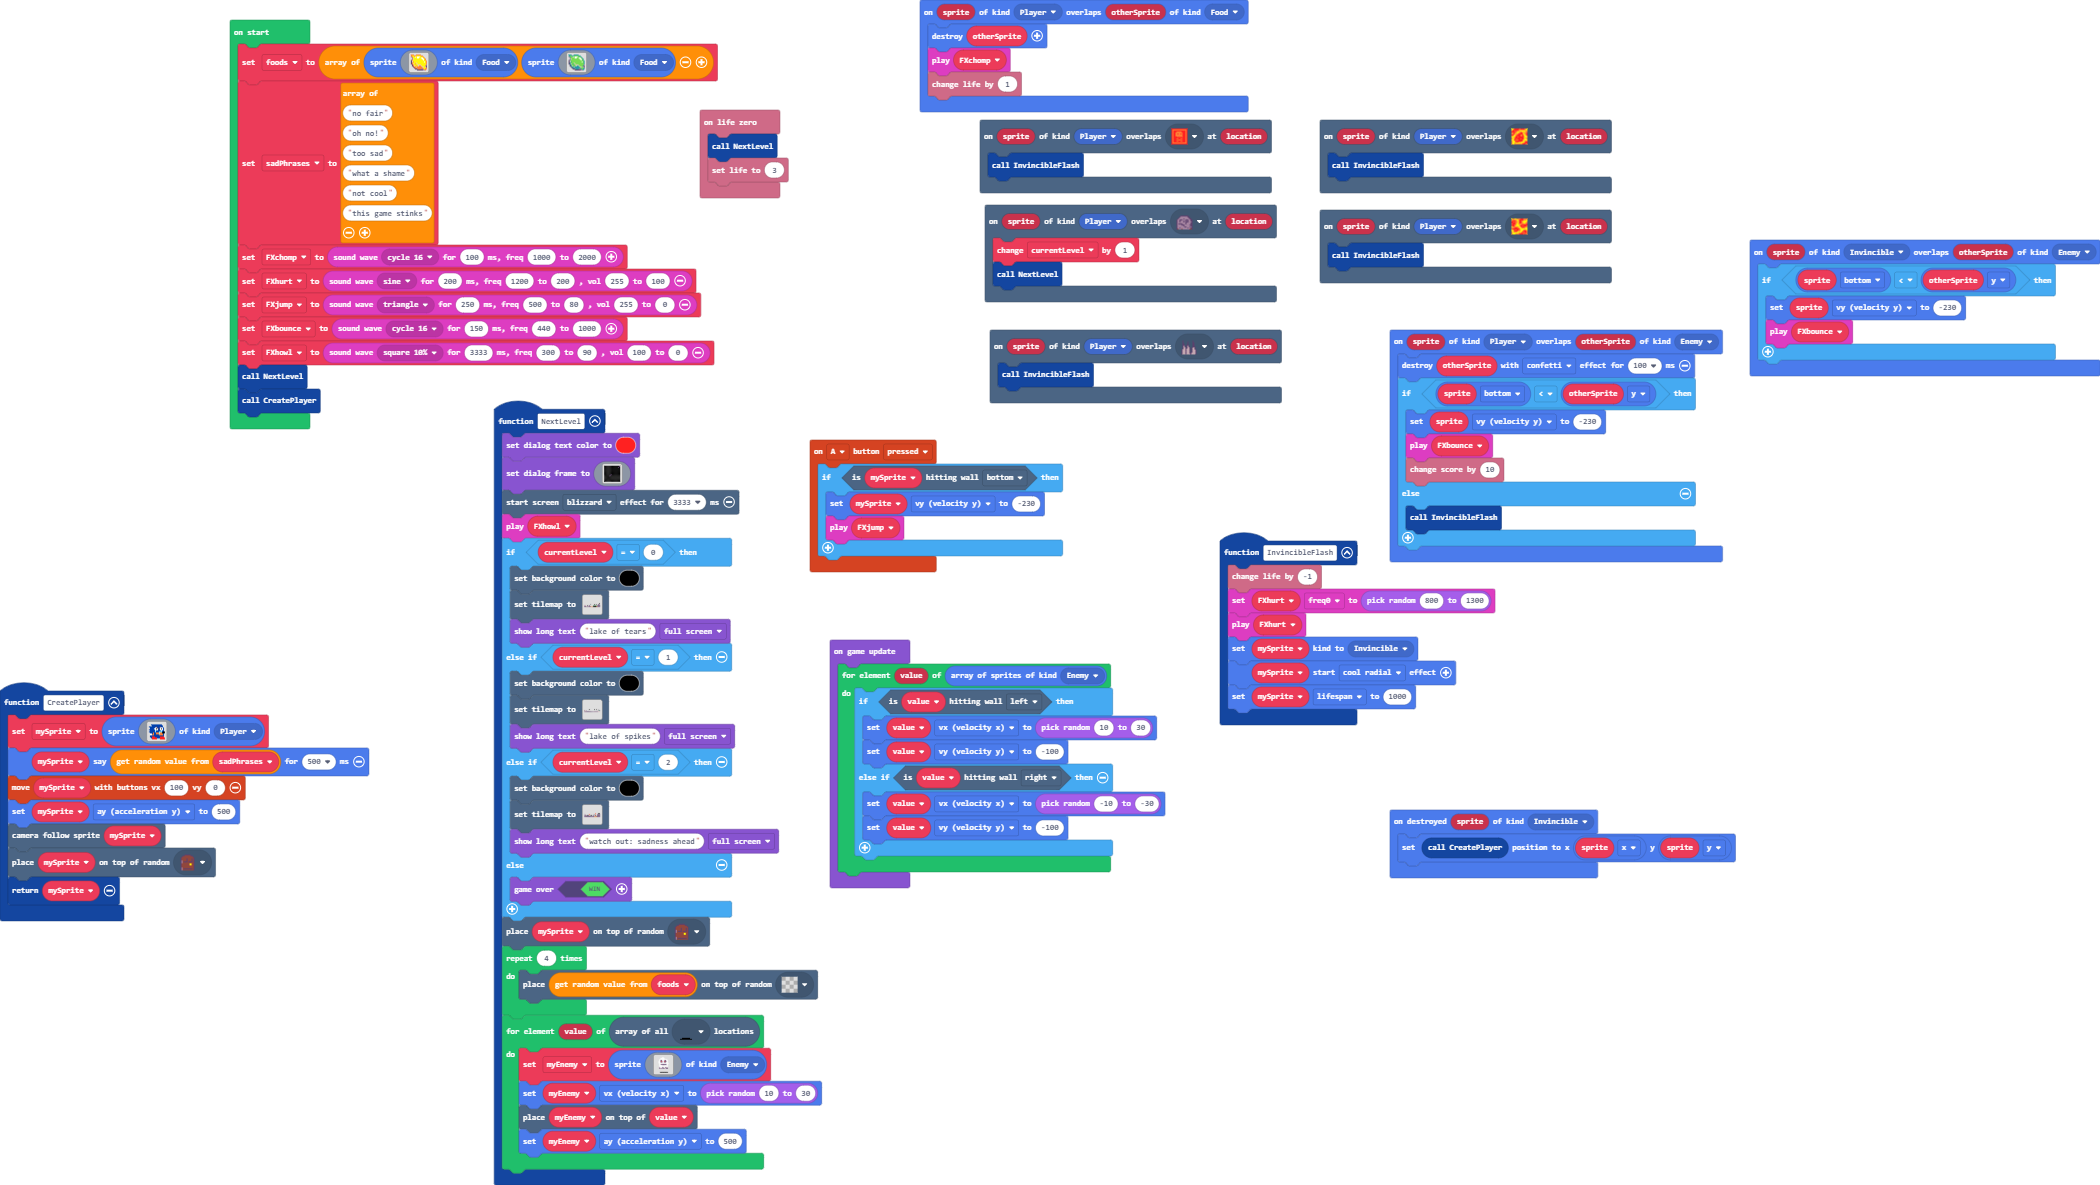 on start
set foods to array of sprite of kind Food sprite of kind Food
set sadPhrases to
array of
"no fair"
"oh no!"
"too sad"
"what a shame"
"not cool"
"this game stinks"
set FXchomp to sound wave cycle 16 for 100 ms, freq 1000 to 2000
set FXhurt to sound wave sine for 200 ms, freq 1200 to 200 , vol 255 to 100
set FXjump to sound wave triangle for 250 ms, freq 500 to 80 , vol 255 to 0
set FXbounce to sound wave cycle 16 for 150 ms, freq 440 to 1000
set FXhowl to sound wave square 10% for 3333 ms, freq 300 to 90 , vol 100 to 0
call NextLevel
call CreatePlayer
on life zero
call NextLevel
set life to 3
on sprite of kind Player overlaps otherSprite of kind Food
destroy otherSprite
play FXchomp
change life by 1
on sprite of kind Player overlaps at location
call InvincibleFlash
on sprite of kind Player overlaps at location
call InvincibleFlash
on sprite of kind Player overlaps at location
change currentLevel by 1
call NextLevel
on sprite of kind Player overlaps at location
call InvincibleFlash
on sprite of kind Player overlaps at location
call InvincibleFlash
on sprite of kind Invincible overlaps otherSprite of kind Enemy
if sprite bottom < otherSprite y then
set sprite vy (velocity y) to -230
play FXbounce
on sprite of kind Player overlaps otherSprite of kind Enemy
destroy otherSprite with confetti effect for 100 ms
if sprite bottom < otherSprite y then
set sprite vy (velocity y) to -230
play FXbounce
change score by 10
else
call InvincibleFlash
function NextLevel
set dialog text color to
set dialog frame to
start screen blizzard effect for 3333 ms
play FXhowl
if currentLevel = 0 then
set background color to
set tilemap to
show long text "lake of tears" full screen
else if currentLevel = 1 then
set background color to
set tilemap to
show long text "lake of spikes" full screen
else if currentLevel = 2 then
set background color to
set tilemap to
show long text "watch out: sadness ahead" full screen
else
game over WIN
place mySprite on top of random
repeat 4 times
do
place get random value from foods on top of random
for element value of array of all locations
do
set myEnemy to sprite of kind Enemy
set myEnemy vx (velocity x) to pick random 10 to 30
place myEnemy on top of value
set myEnemy ay (acceleration y) to 500
on A button pressed
if is mySprite hitting wall bottom then
set mySprite vy (velocity y) to -230
play FXjump
function InvincibleFlash
change life by -1
set FXhurt freq0 to pick random 800 to 1300
play FXhurt
set mySprite kind to Invincible
mySprite start cool radial effect
set mySprite lifespan to 1000
on game update
for element value of array of sprites of kind Enemy
do
if is value hitting wall left then
set value vx (velocity x) to pick random 10 to 30
set value vy (velocity y) to -100
else if is value hitting wall right then
set value vx (velocity x) to pick random -10 to -30
set value vy (velocity y) to -100
function CreatePlayer
set mySprite to sprite of kind Player
mySprite say get random value from sadPhrases for 500 ms
move mySprite with buttons vx 100 vy 0
set mySprite ay (acceleration y) to 500
camera follow sprite mySprite
place mySprite on top of random
return mySprite
on destroyed sprite of kind Invincible
set call CreatePlayer position to x sprite x y sprite y